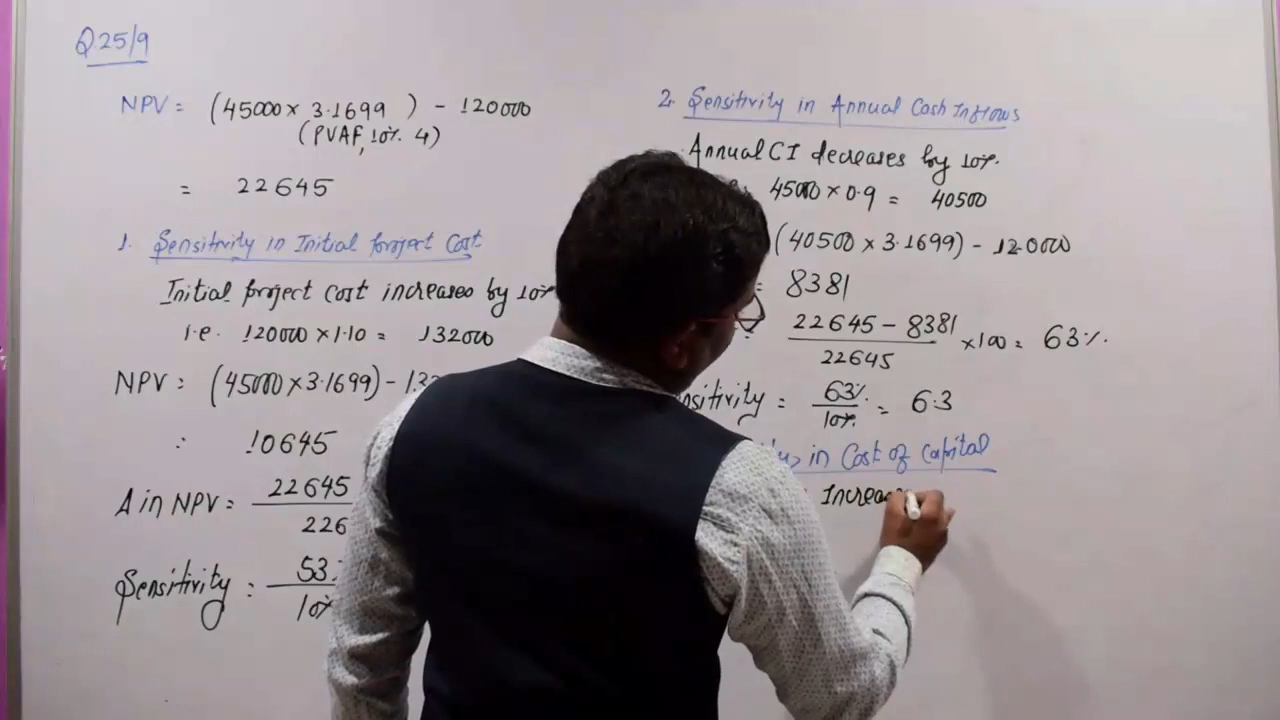 Q.25/9
NPV = (45000 × 3.1699 ) - 120000
(PVAF, 10% 4)
= 22645
1. Sensitivity in Initial Project Cost
Initial project cost increases by 10%
i.e. 120000 × 1.10 = 132000
NPV = (45000 × 3.1699) - 132
: 10645
Δ in NPV = 22645
226
Sensitivity = 53%
10%
2. Sensitivity in Annual Cash Inflows
Annual CI decreases by 10%.
45000 × 0.9 = 40500
(40500 × 3.1699) - 120000
= 8381
22645 - 8381 × 100 = 63%.
22645
sitivity = 63% = 6.3
10%
in Cost of Capital
Increas